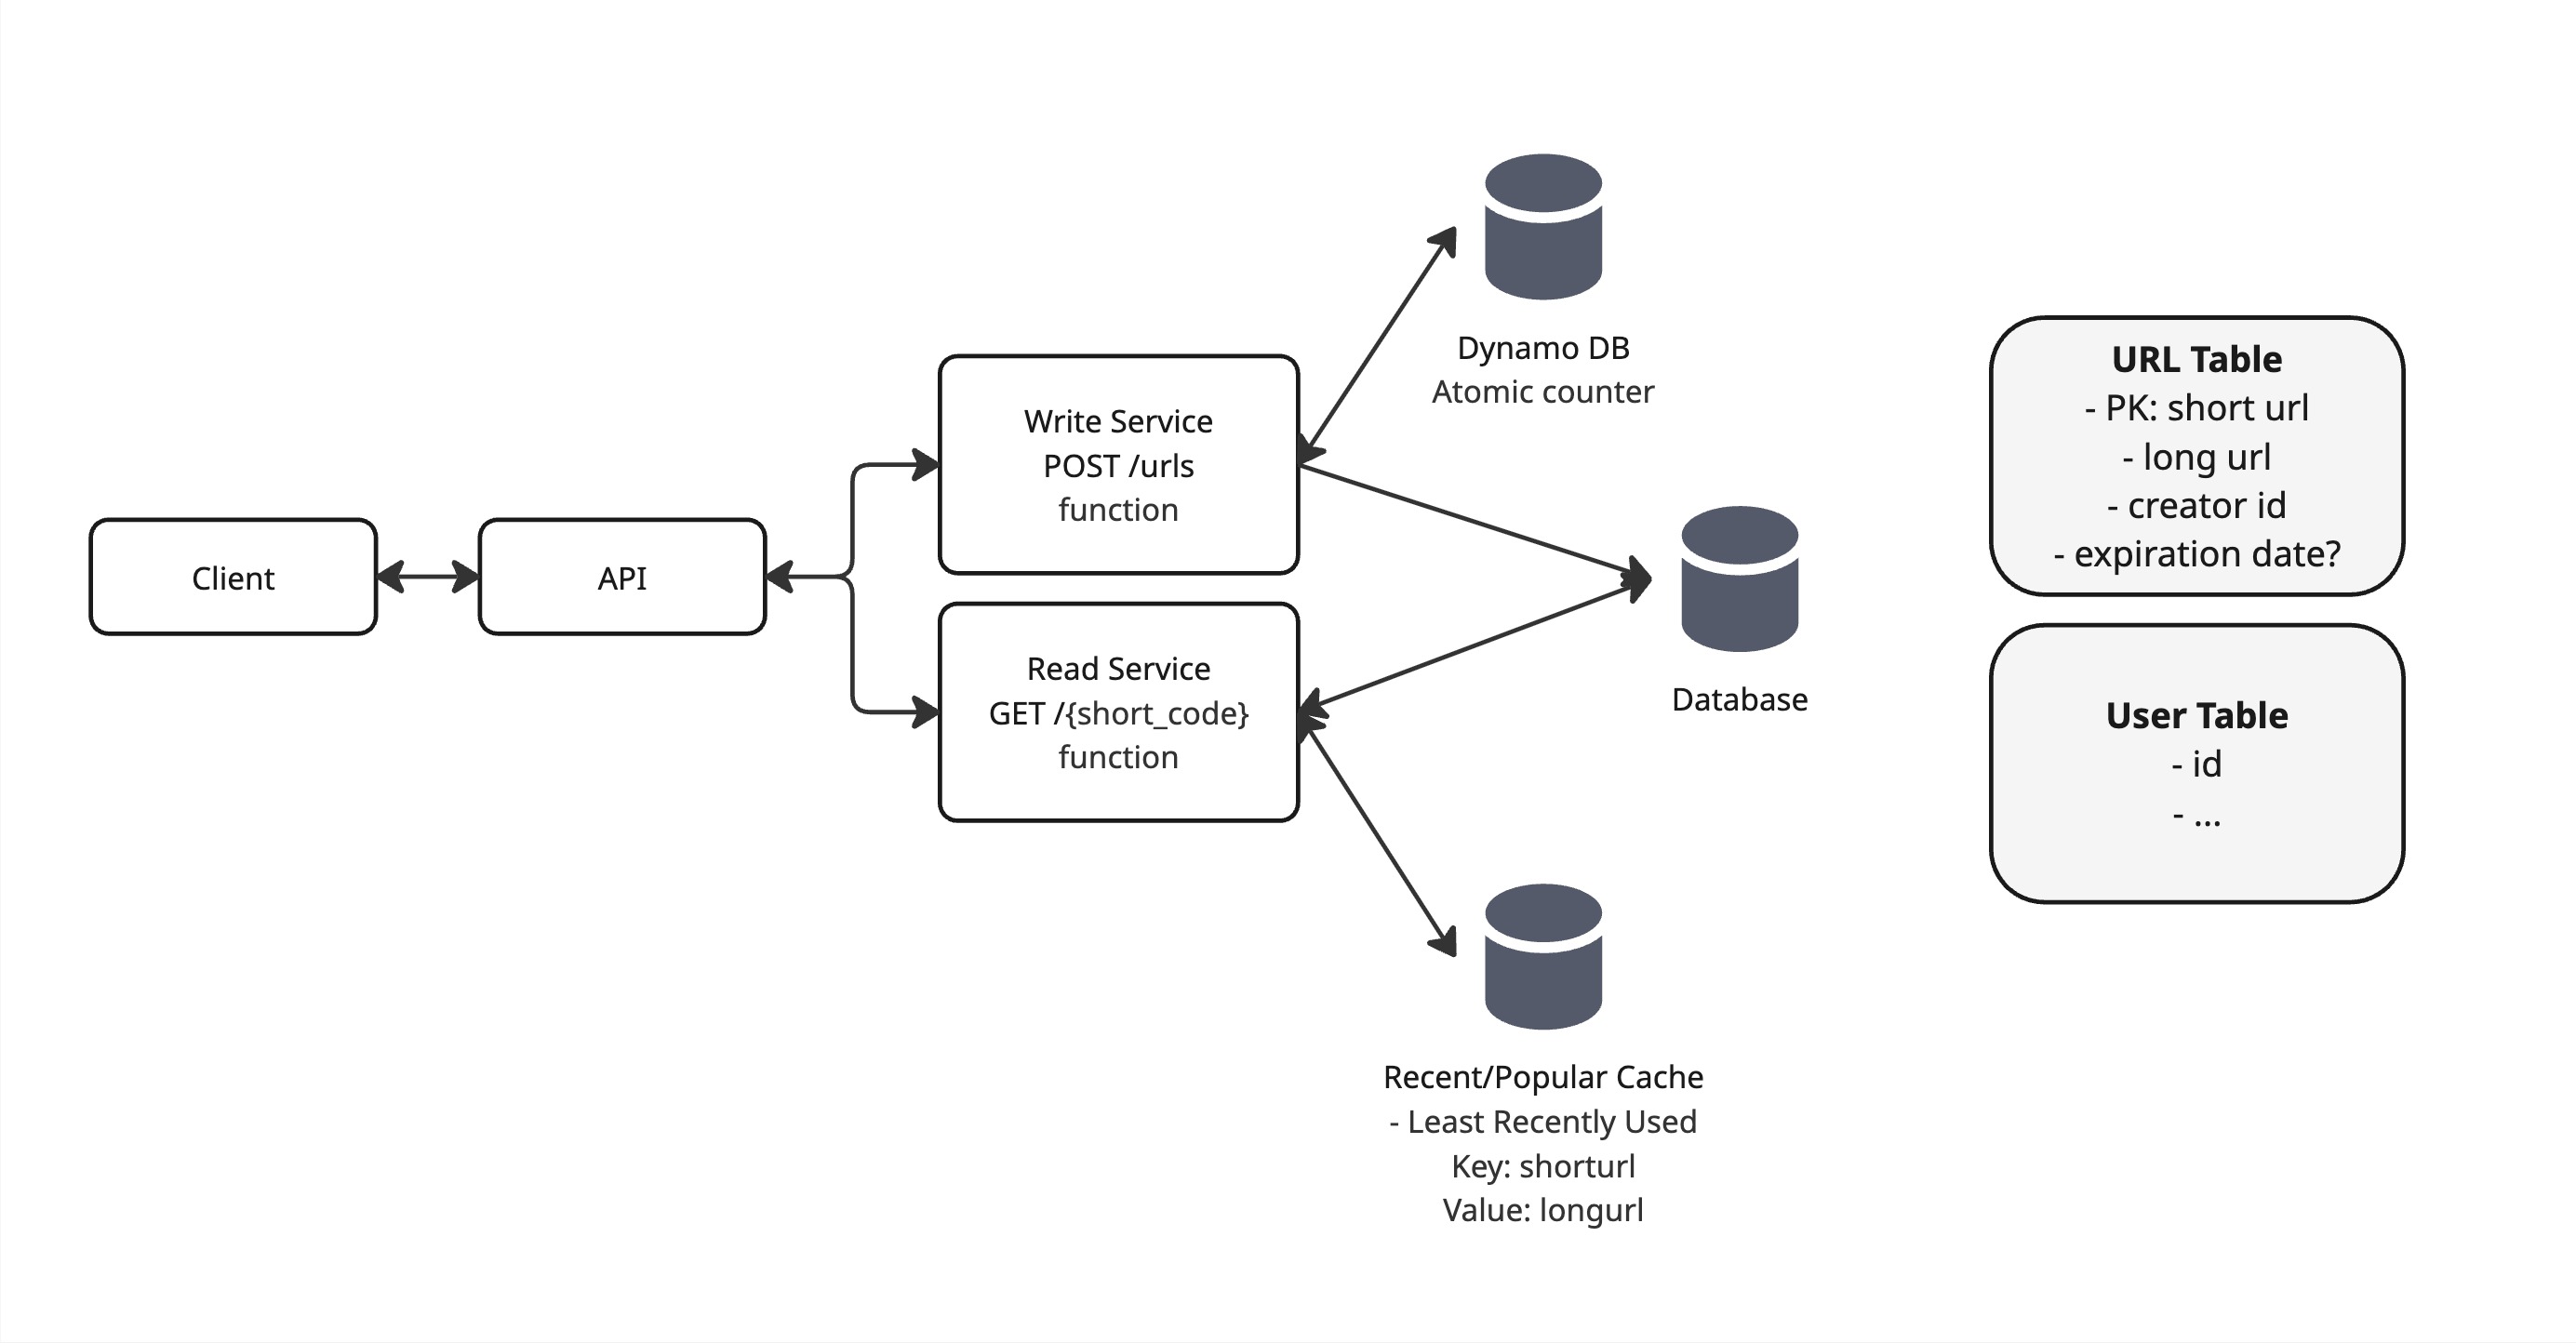 Client
API
Write Service
POST /urls
function
Read Service
GET /{short_code}
function
Dynamo DB
Atomic counter
Database
Recent/Popular Cache
- Least Recently Used
Key: shorturl
Value: longurl
URL Table
- PK: short url
- long url
- creator id
- expiration date?
User Table
- id
- ...